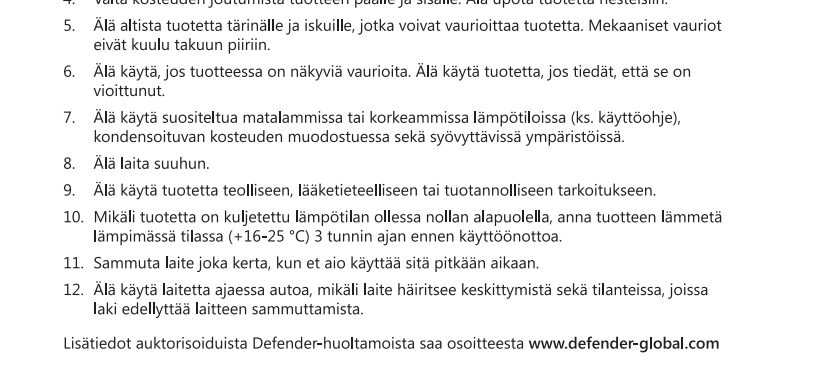 4. Vältä kosteuden joutumista tuotteen päälle ja sisälle. Älä upota tuotetta nesteisiin.
5. Älä altista tuotetta tärinälle ja iskuille, jotka voivat vaurioittaa tuotetta. Mekaaniset vauriot
eivät kuulu takuun piiriin.
6. Älä käytä, jos tuotteessa on näkyviä vaurioita. Älä käytä tuotetta, jos tiedät, että se on
vioittunut.
7. Älä käytä suositeltua matalammissa tai korkeammissa lämpötiloissa (ks. käyttöohje),
kondensoituvan kosteuden muodostuessa sekä syövyttävissä ympäristöissä.
8. Älä laita suuhun.
9. Älä käytä tuotetta teolliseen, lääketieteelliseen tai tuotannolliseen tarkoitukseen.
10. Mikäli tuotetta on kuljetettu lämpötilan ollessa nollan alapuolella, anna tuotteen lämmetä
lämpimässä tilassa (+16-25 °C) 3 tunnin ajan ennen käyttöönottoa.
11. Sammuta laite joka kerta, kun et aio käyttää sitä pitkään aikaan.
12. Älä käytä laitetta ajaessa autoa, mikäli laite häiritsee keskittymistä sekä tilanteissa, joissa
laki edellyttää laitteen sammuttamista.
Lisätiedot auktorisoiduista Defender-huoltamoista saa osoitteesta www.defender-global.com